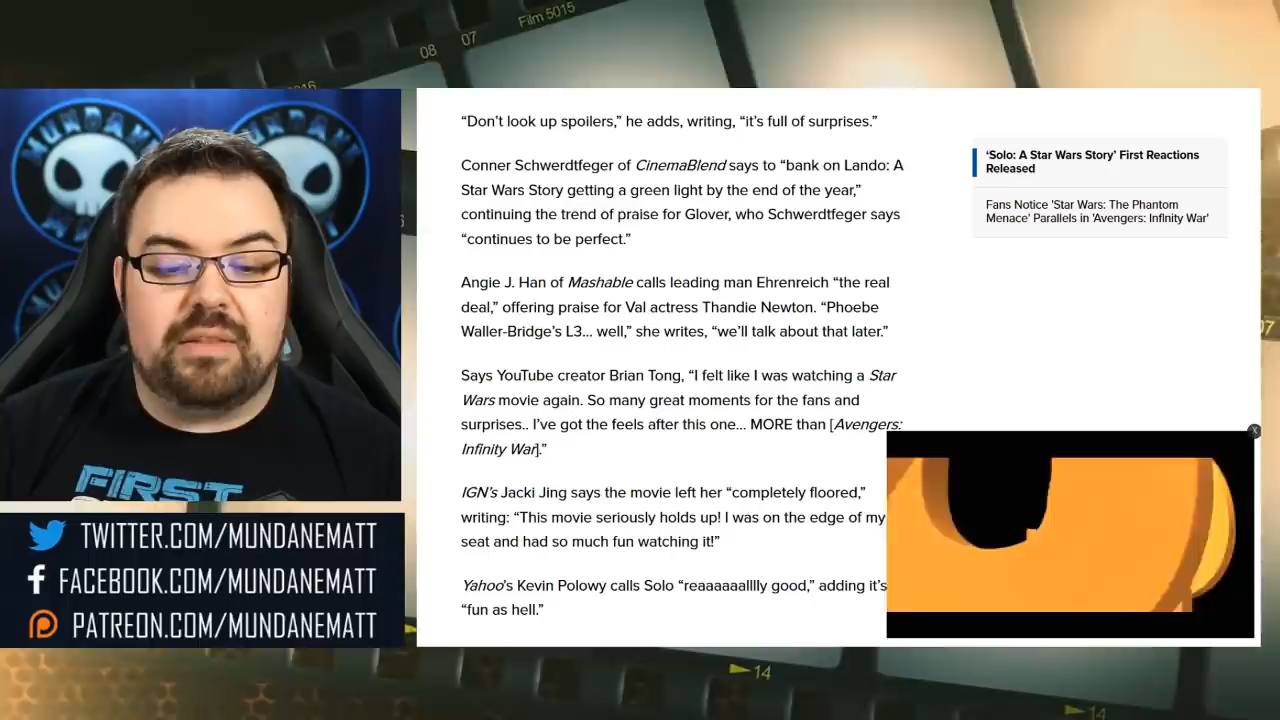 Film 5015
08 07
MUNDANE
MATT
MUNDANE
“Don’t look up spoilers,” he adds, writing, “it’s full of surprises.”
Conner Schwerdtfeger of CinemaBlend says to “bank on Lando: A
Star Wars Story getting a green light by the end of the year,”
continuing the trend of praise for Glover, who Schwerdtfeger says
“continues to be perfect.”
Angie J. Han of Mashable calls leading man Ehrenreich “the real
deal,” offering praise for Val actress Thandie Newton. “Phoebe
Waller-Bridge’s L3... well,” she writes, “we’ll talk about that later.”
Says YouTube creator Brian Tong, “I felt like I was watching a Star
Wars movie again. So many great moments for the fans and
surprises.. I’ve got the feels after this one... MORE than [Avengers:
Infinity War].”
IGN’s Jacki Jing says the movie left her “completely floored,”
writing: “This movie seriously holds up! I was on the edge of my
seat and had so much fun watching it!”
Yahoo’s Kevin Polowy calls Solo “reaaaaaalllly good,” adding it’s
“fun as hell.”
‘Solo: A Star Wars Story’ First Reactions
Released
Fans Notice 'Star Wars: The Phantom
Menace' Parallels in 'Avengers: Infinity War'
X
FIRST
TWITTER.COM/MUNDANEMATT
FACEBOOK.COM/MUNDANEMATT
PATREON.COM/MUNDANEMATT
07
14
14